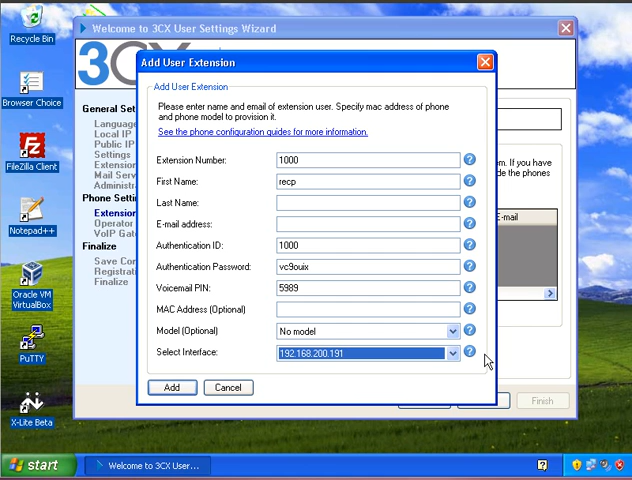 Recycle Bin
Browser Choice
FileZilla Client
Notepad++
Oracle VM
VirtualBox
PuTTY
X-Lite Beta
Welcome to 3CX User Settings Wizard
3CX
General Set
Language
Local IP
Public IP
Settings
Extension
Mail Serv
Administr
Phone Setti
Extension
Operator
VoIP Gat
Finalize
Save Con
Registrati
Finalize
Add User Extension
Add User Extension
Please enter name and email of extension user. Specify mac address of phone
and phone model to provision it.
See the phone configuration guides for more information.
Extension Number: 1000
First Name: recp
Last Name:
E-mail address:
Authentication ID: 1000
Authentication Password: vc9ouix
Voicemail PIN: 5989
MAC Address (Optional)
Model (Optional) No model
Select Interface: 192.168.200.191
Add Cancel
em. If you have
de the phones
E-mail
Finish
start Welcome to 3CX User...